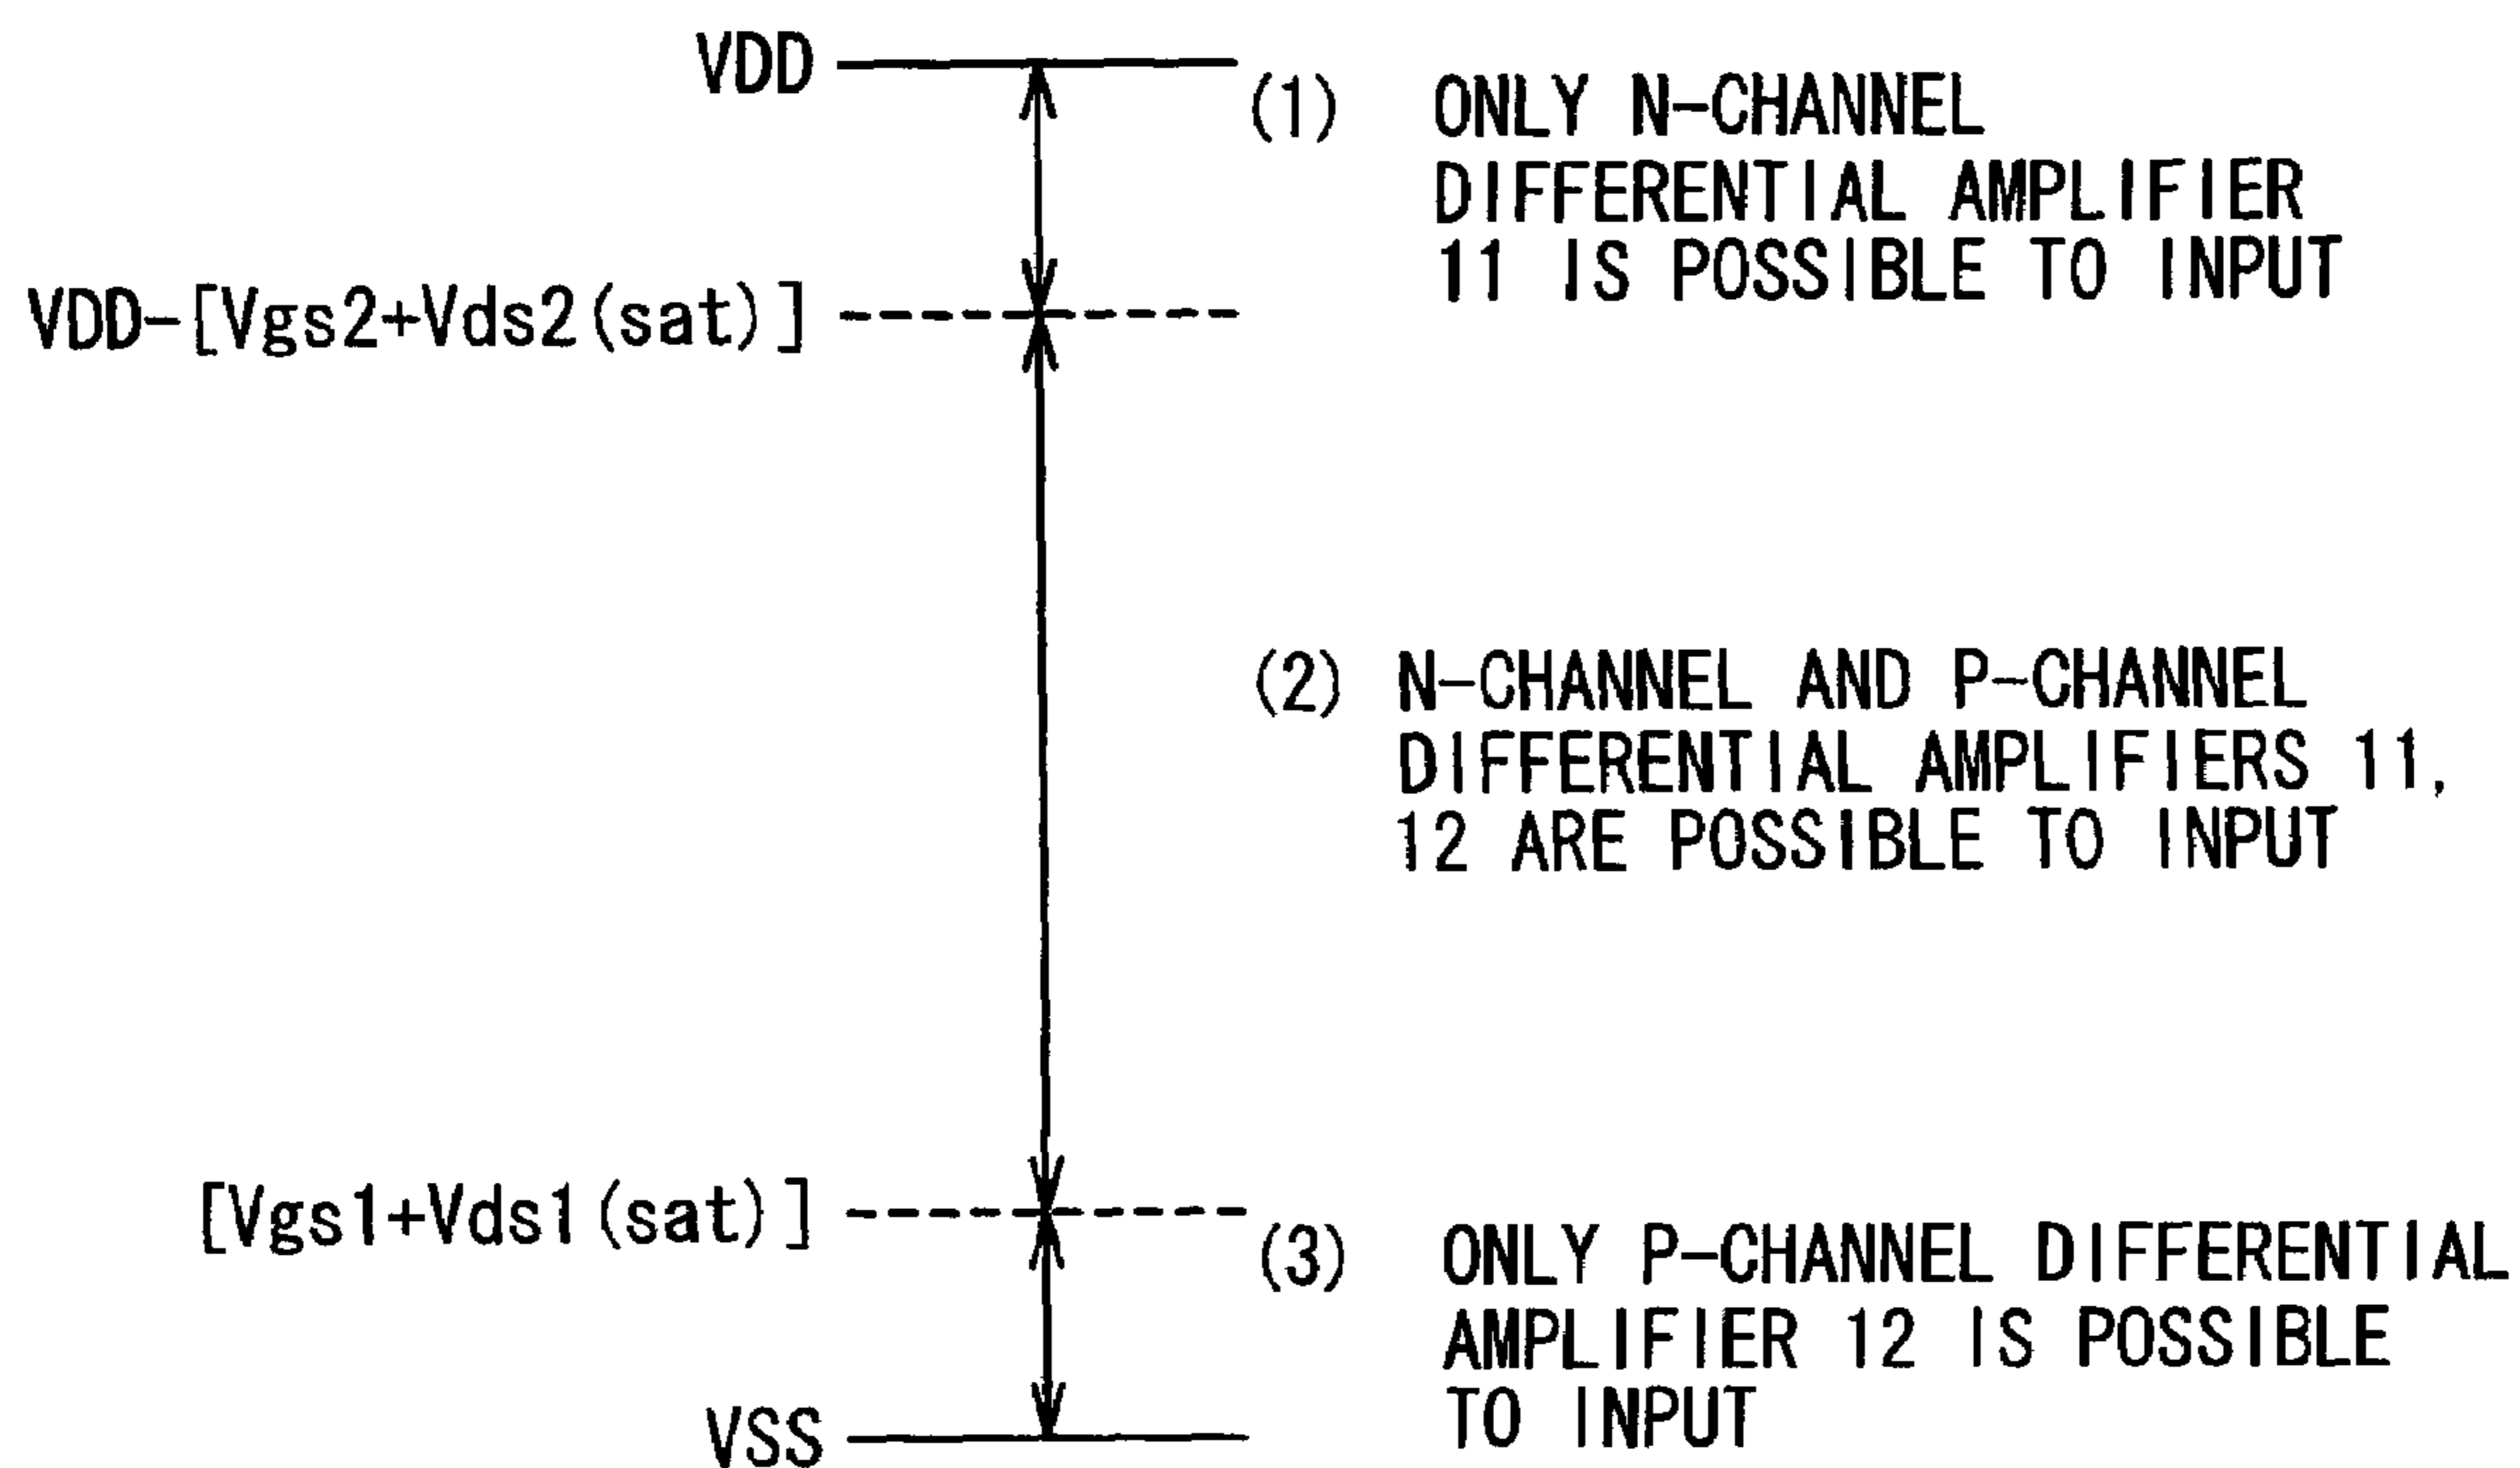 VDD
(1) ONLY N-CHANNEL
DIFFERENTIAL AMPLIFIER
11 IS POSSIBLE TO INPUT
VDD-[Vgs2+Vds2(sat)]
(2) N-CHANNEL AND P-CHANNEL
DIFFERENTIAL AMPLIFIERS 11,
12 ARE POSSIBLE TO INPUT
[Vgs1+Vds1(sat)]
(3) ONLY P-CHANNEL DIFFERENTIAL
AMPLIFIER 12 IS POSSIBLE
TO INPUT
VSS